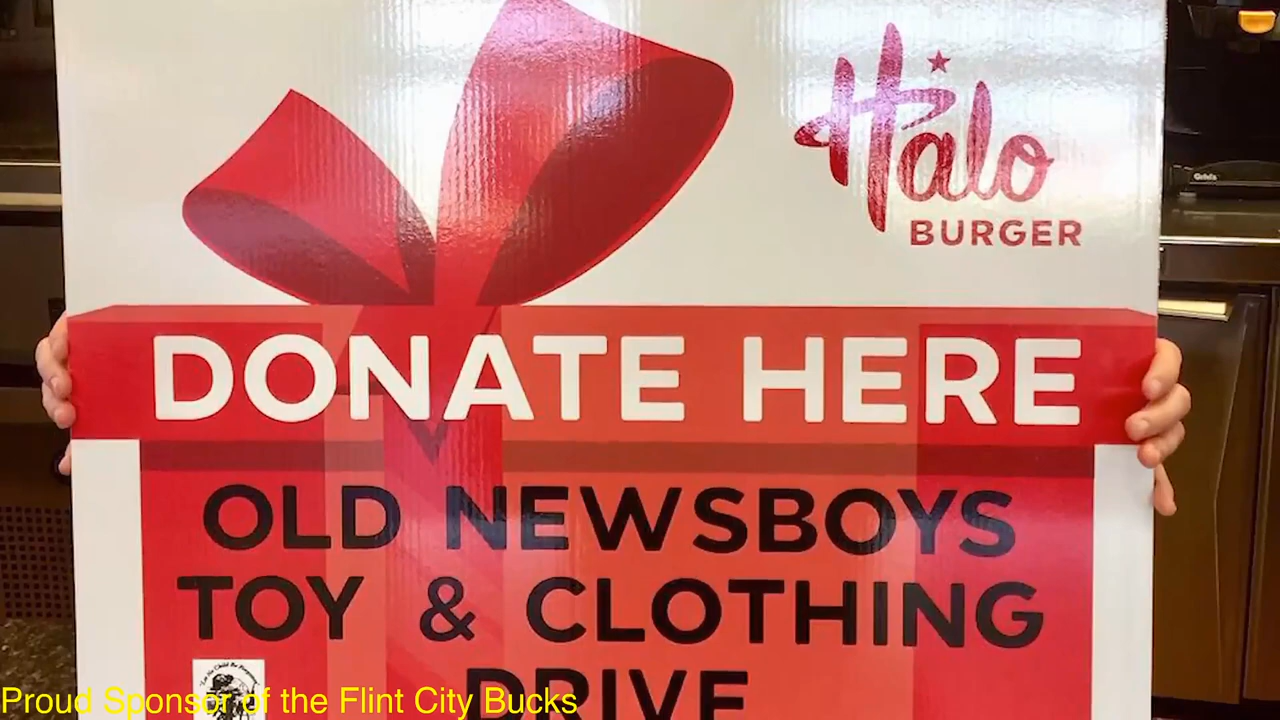 Halo
BURGER
DONATE HERE
OLD NEWSBOYS
TOY & CLOTHING
DRIVE
Proud Sponsor of the Flint City Bucks